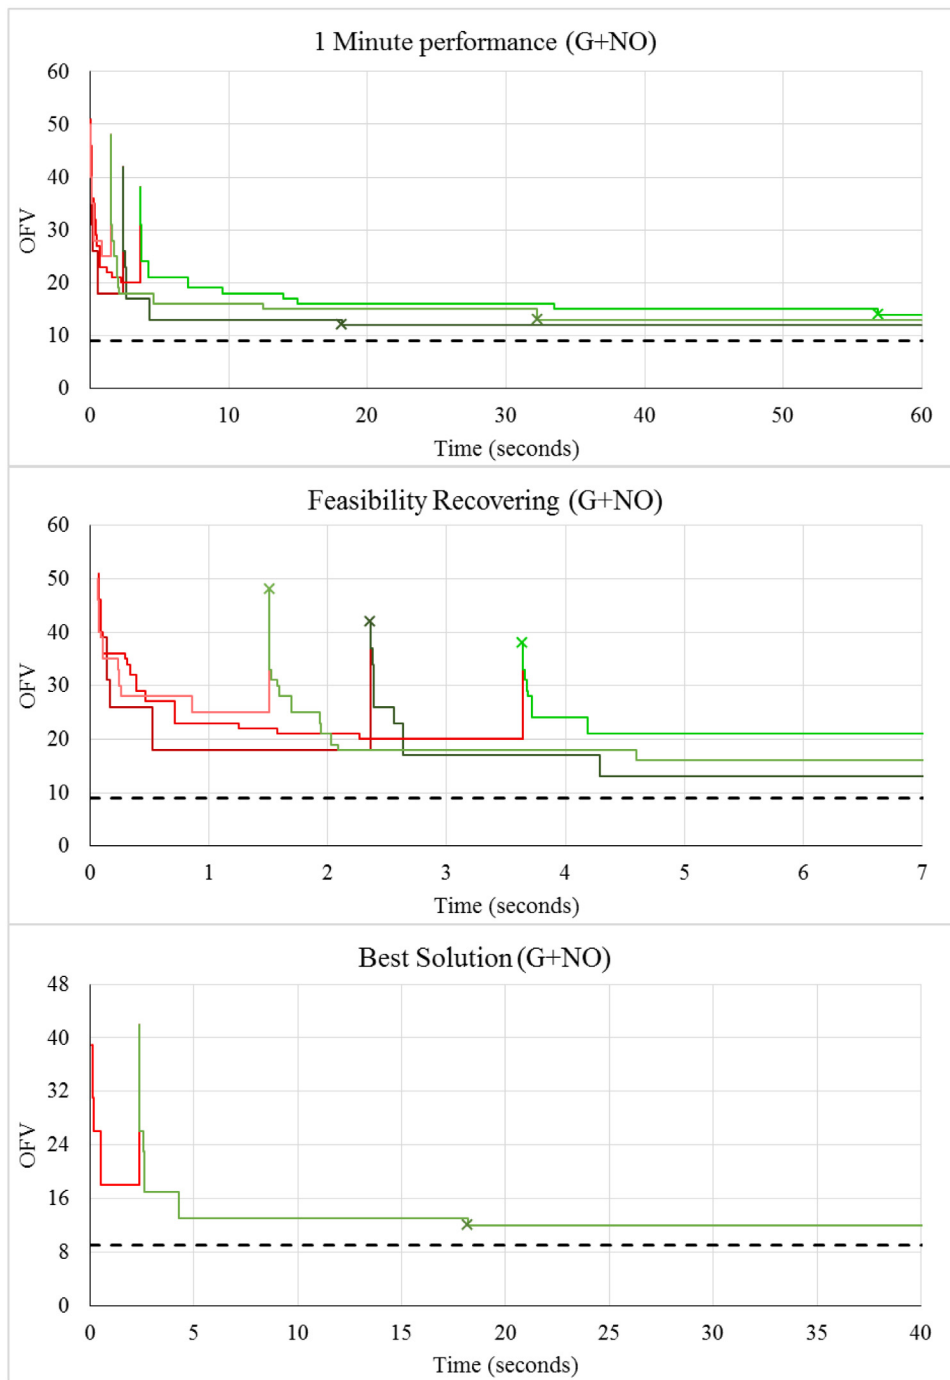 1 Minute performance (G+NO)
60
50
40
30
20
10
0
OFV
0 10 20 30 40 50 60
Time (seconds)
Feasibility Recovering (G+NO)
60
50
40
30
20
10
0
OFV
0 1 2 3 4 5 6 7
Time (seconds)
Best Solution (G+NO)
48
40
32
24
16
8
0
OFV
0 5 10 15 20 25 30 35 40
Time (seconds)